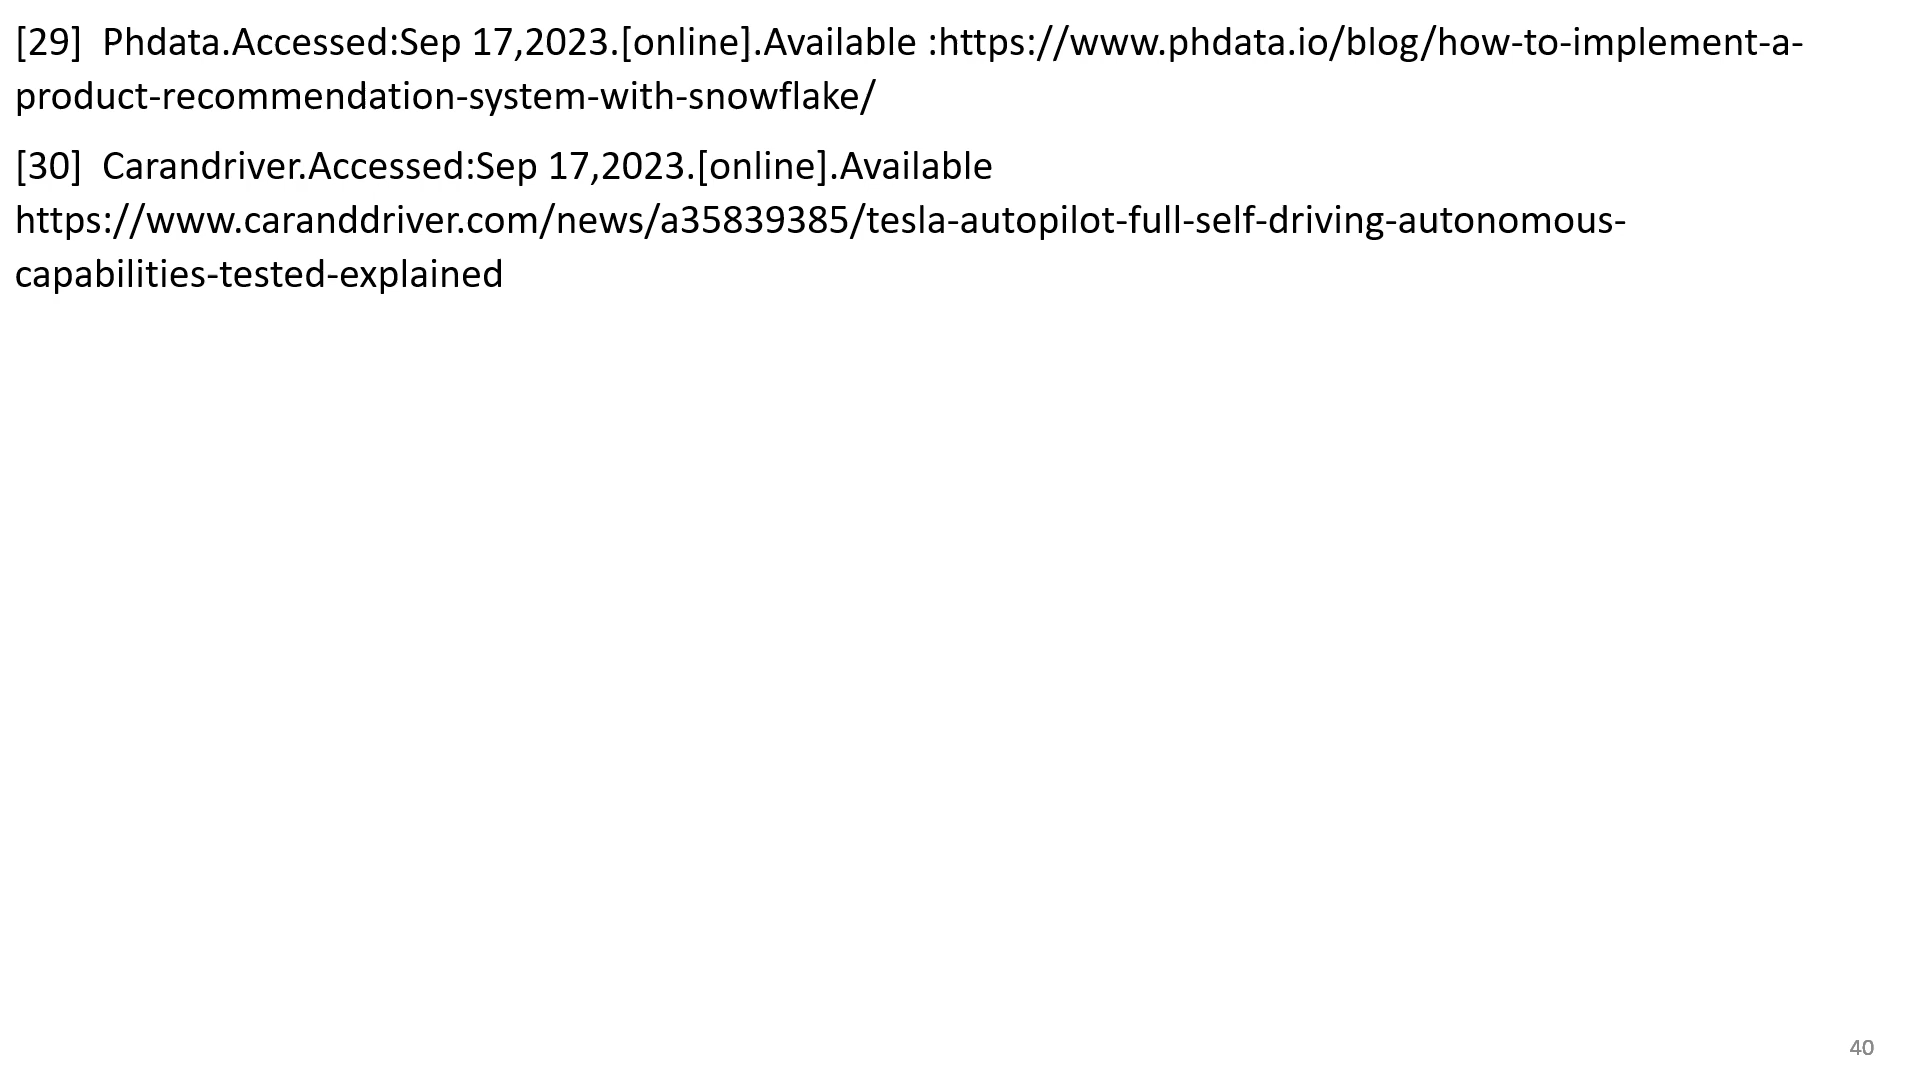 [29]  Phdata.Accessed:Sep 17,2023.[online].Available :https://www.phdata.io/blog/how-to-implement-a-
product-recommendation-system-with-snowflake/
[30]  Carandriver.Accessed:Sep 17,2023.[online].Available
https://www.caranddriver.com/news/a35839385/tesla-autopilot-full-self-driving-autonomous-
capabilities-tested-explained
40